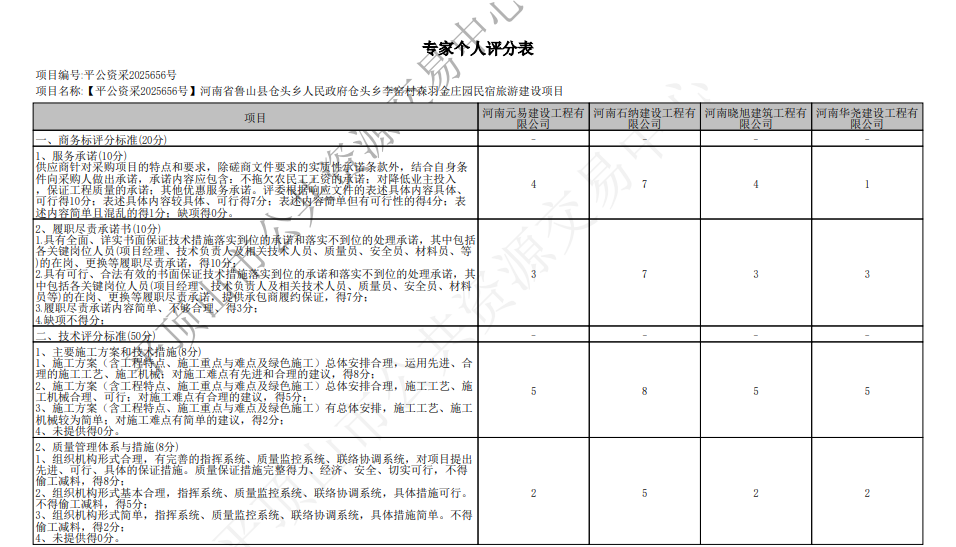 专家个人评分表
项目编号:平公资采2025656号
项目名称:【平公资采2025656号】河南省鲁山县仓头乡人民政府仓头乡李窑村森羽金庄园民宿旅游建设项目
项目
河南元易建设工程有
限公司
河南石纳建设工程有
限公司
河南晓旭建筑工程有
限公司
河南华尧建设工程有
限公司
一、商务标评分标准(20分)
-
-
-
-
1、服务承诺(10分)
供应商针对采购项目的特点和要求，除磋商文件要求的实质性承诺条款外，结合自身条
件向采购人做出承诺，承诺内容应包含：不拖欠农民工工资的承诺；对降低业主投入
，保证工程质量的承诺；其他优惠服务承诺。评委根据响应文件的表述具体内容具体、
可行得10分；表述具体内容较具体、可行得7分；表述内容简单但有可行性的得4分；表
述内容简单且混乱的得1分；缺项得0分。
4
7
4
1
2、履职尽责承诺书(10分)
1.具有全面、详实书面保证技术措施落实到位的承诺和落实不到位的处理承诺，其中包括
各关键岗位人员(项目经理、技术负责人及相关技术人员、质量员、安全员、材料员、等
)的在岗、更换等履职尽责承诺，得10分；
2.具有可行、合法有效的书面保证技术措施落实到位的承诺和落实不到位的处理承诺，其
中包括各关键岗位人员(项目经理、技术负责人及相关技术人员、质量员、安全员、材料
员等)的在岗、更换等履职尽责承诺、提供承包商履约保证，得7分；
3.履职尽责承诺内容简单、不够合理、得3分；
4.缺项不得分；
3
7
3
3
二、技术评分标准(50分)
-
-
-
-
1、主要施工方案和技术措施(8分)
1、施工方案（含工程特点、施工重点与难点及绿色施工）总体安排合理，运用先进、合
理的施工工艺、施工机械；对施工难点有先进和合理的建议，得8分；
2、施工方案（含工程特点、施工重点与难点及绿色施工）总体安排合理，施工工艺、施
工机械合理、可行；对施工难点有合理的建议，得5分；
3、施工方案（含工程特点、施工重点与难点及绿色施工）有总体安排，施工工艺、施工
机械较为简单；对施工难点有简单的建议，得2分；
4、未提供得0分。
5
8
5
5
2、质量管理体系与措施(8分)
1、组织机构形式合理，有完善的指挥系统、质量监控系统、联络协调系统，对项目提出
先进、可行、具体的保证措施。质量保证措施完整得力、经济、安全、切实可行，不得
偷工减料，得8分；
2、组织机构形式基本合理，指挥系统、质量监控系统、联络协调系统，具体措施可行。
不得偷工减料，得5分；
3、组织机构形式简单，指挥系统、质量监控系统、联络协调系统，具体措施简单。不得
偷工减料，得2分；
4、未提供得0分。
2
5
2
2
平顶山市公共资源交易中心
平顶山市公共资源交易中心